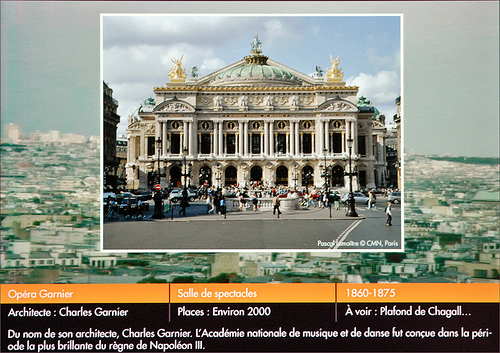 Pascal Lemaître © CMN, Paris
Opéra Garnier
Salle de spectacles
1860-1875
Architecte : Charles Garnier
Places : Environ 2000
À voir : Plafond de Chagall...
Du nom de son architecte, Charles Garnier. L'Académie nationale de musique et de danse fut conçue dans la péri-
ode la plus brillante du règne de Napoléon III.